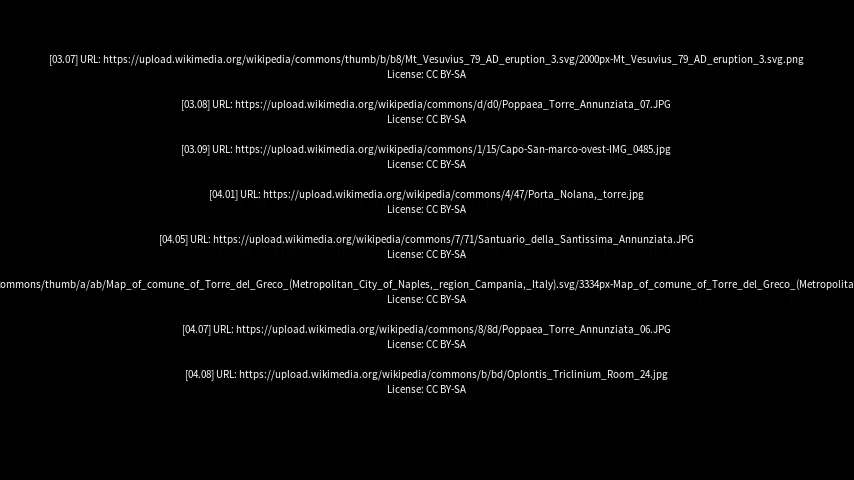 [03.07] URL: https://upload.wikimedia.org/wikipedia/commons/thumb/b/b8/Mt_Vesuvius_79_AD_eruption_3.svg/2000px-Mt_Vesuvius_79_AD_eruption_3.svg.png
License: CC BY-SA
[03.08] URL: https://upload.wikimedia.org/wikipedia/commons/d/d0/Poppaea_Torre_Annunziata_07.JPG
License: CC BY-SA
[03.09] URL: https://upload.wikimedia.org/wikipedia/commons/1/15/Capo-San-marco-ovest-IMG_0485.jpg
License: CC BY-SA
[04.01] URL: https://upload.wikimedia.org/wikipedia/commons/4/47/Porta_Nolana,_torre.jpg
License: CC BY-SA
[04.05] URL: https://upload.wikimedia.org/wikipedia/commons/7/71/Santuario_della_Santissima_Annunziata.JPG
License: CC BY-SA
ommons/thumb/a/ab/Map_of_comune_of_Torre_del_Greco_(Metropolitan_City_of_Naples,_region_Campania,_Italy).svg/3334px-Map_of_comune_of_Torre_del_Greco_(Metropolita
License: CC BY-SA
[04.07] URL: https://upload.wikimedia.org/wikipedia/commons/8/8d/Poppaea_Torre_Annunziata_06.JPG
License: CC BY-SA
[04.08] URL: https://upload.wikimedia.org/wikipedia/commons/b/bd/Oplontis_Triclinium_Room_24.jpg
License: CC BY-SA